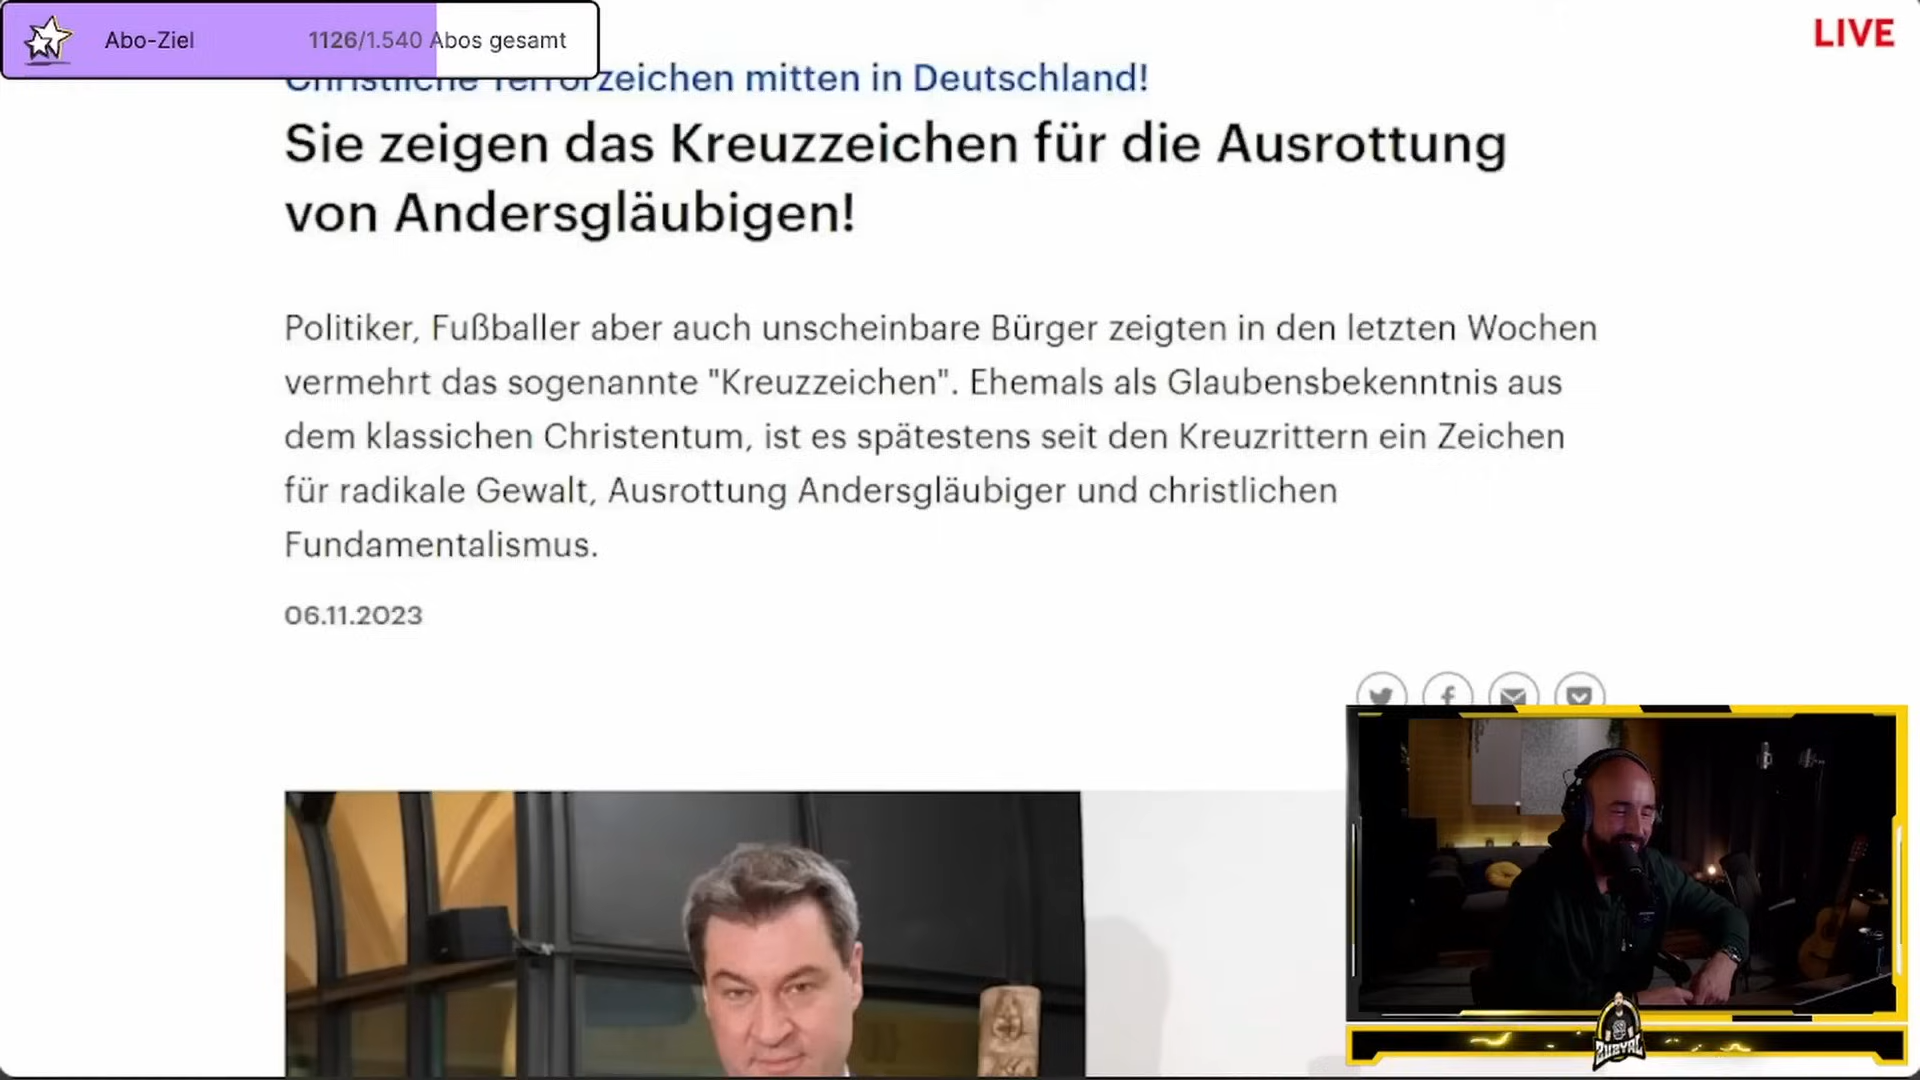 Abo-Ziel 1126/1.540 Abos gesamt
LIVE
Christliche Terrorzeichen mitten in Deutschland!
Sie zeigen das Kreuzzeichen für die Ausrottung
von Andersgläubigen!
Politiker, Fußballer aber auch unscheinbare Bürger zeigten in den letzten Wochen
vermehrt das sogenannte "Kreuzzeichen". Ehemals als Glaubensbekenntnis aus
dem klassichen Christentum, ist es spätestens seit den Kreuzrittern ein Zeichen
für radikale Gewalt, Ausrottung Andersgläubiger und christlichen
Fundamentalismus.
06.11.2023
ZUBYRL